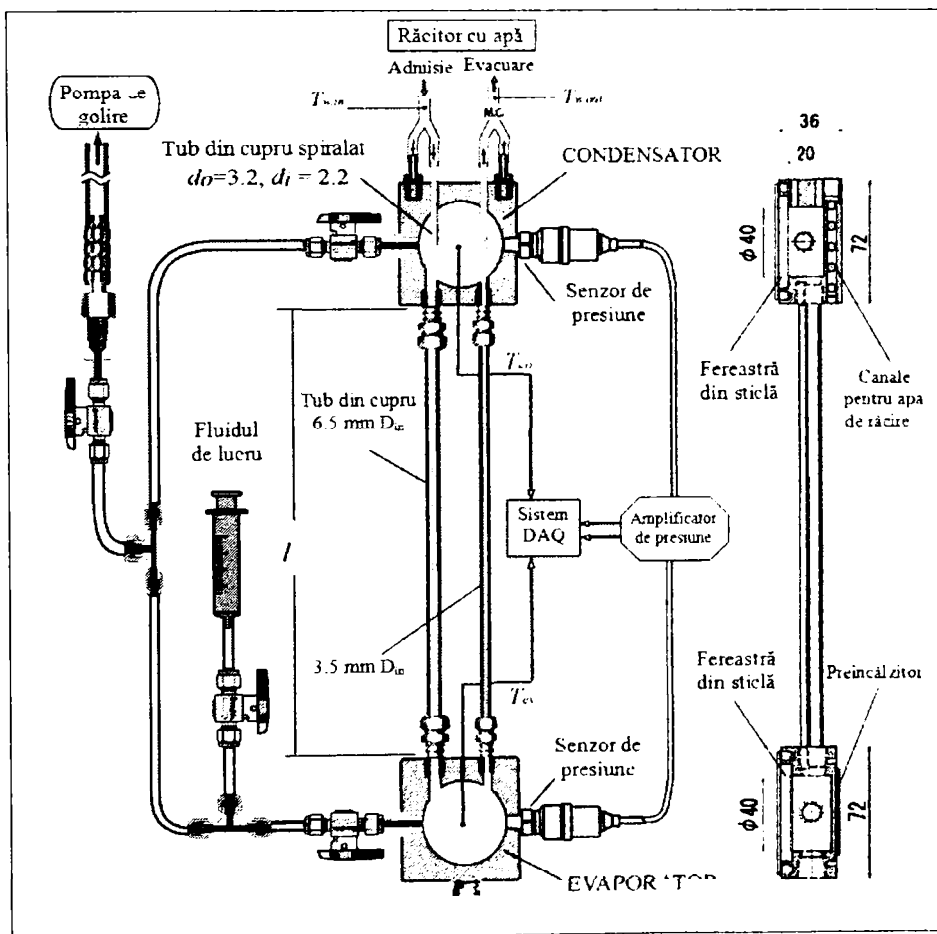 Răcitor cu apă
Admisie Evacuare
Pompa de
golire
M.C.
Tub din cupru spiralat
do=3.2, di = 2.2
CONDENSATOR
36
20
ϕ40
72
Senzor de
presiune
Fereastră
din sticlă
Canale
pentru apa
de răcire
Tub din cupru
6.5 mm Din
Fluidul
de lucru
Sistem
DAQ
Amplificator
de presiune
l
3.5 mm Din
Tev
Fereastră
din sticlă
Preincălzitor
Senzor de
presiune
ϕ40
72
EVAPORATOR